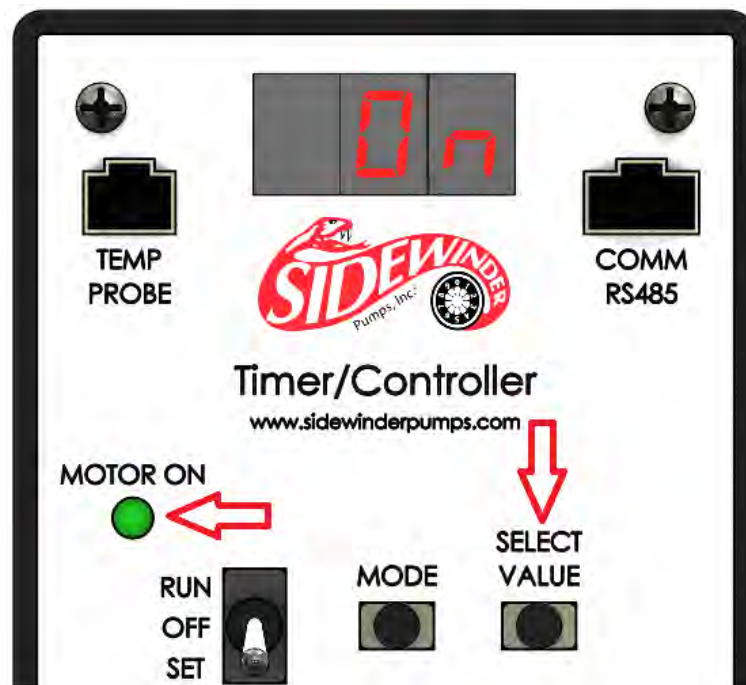 On
TEMP
PROBE
COMM
RS485
SIDEWINDER
Pumps, Inc.
Timer/Controller
www.sidewinderpumps.com
MOTOR ON
SELECT
VALUE
MODE
RUN
OFF
SET